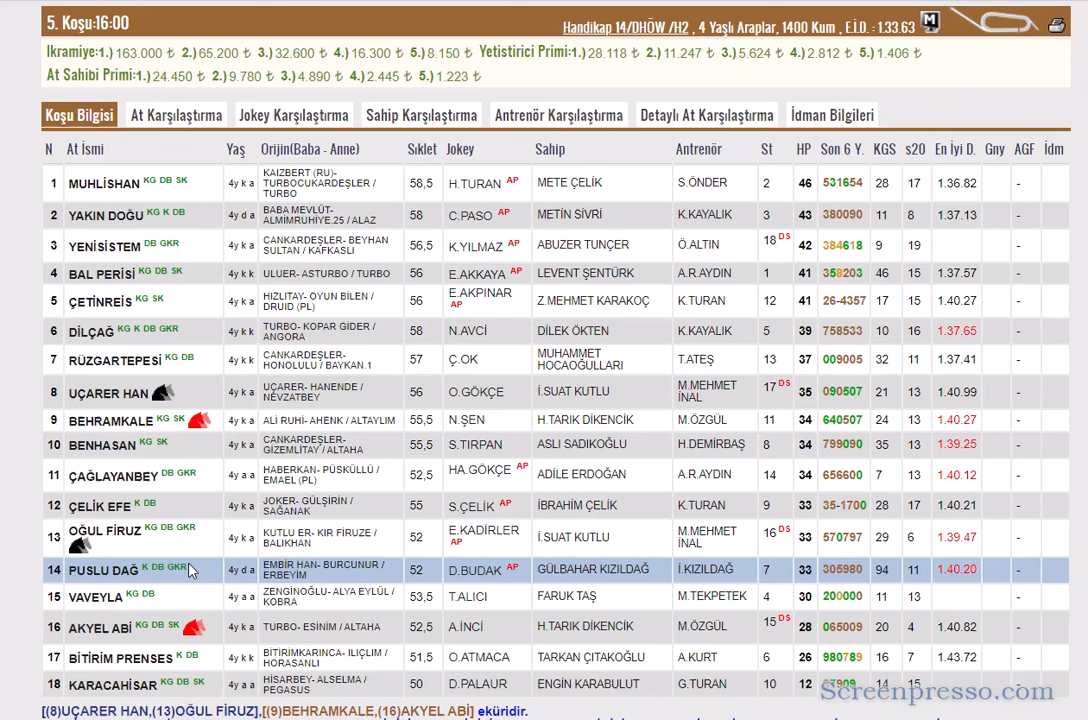 5. Koşu:16:00 Handikap 14/DHÖW /H2 , 4 Yaşlı Araplar, 1400 Kum , E.İ.D. : 1.33.63 M
İkramiye:1.) 163.000 ₺ 2.) 65.200 ₺ 3.) 32.600 ₺ 4.) 16.300 ₺ 5.) 8.150 ₺ Yetistirici Primi:1.) 28.118 ₺ 2.) 11.247 ₺ 3.) 5.624 ₺ 4.) 2.812 ₺ 5.) 1.406 ₺
At Sahibi Primi:1.) 24.450 ₺ 2.) 9.780 ₺ 3.) 4.890 ₺ 4.) 2.445 ₺ 5.) 1.223 ₺
Koşu Bilgisi At Karşılaştırma Jokey Karşılaştırma Sahip Karşılaştırma Antrenör Karşılaştırma Detaylı At Karşılaştırma İdman Bilgileri
N At İsmi Yaş Orijin(Baba - Anne) Sıklet Jokey Sahip Antrenör St HP Son 6 Y. KGS s20 En İyi D. Gny AGF İdm
1 MUHLİSHAN KG DB SK 4y k a KAIZBERT (RU)- TURBOCUKARDEŞLER / TURBO 58,5 H.TURAN AP METE ÇELİK S.ÖNDER 2 46 531654 28 17 1.36.82 -
2 YAKIN DOĞU KG K DB 4y d a BABA MEVLÜT- ALMIMRUHIYE.25 / ALAZ 58 C.PASO AP METİN SİVRİ K.KAYALIK 3 43 380090 11 8 1.37.13 -
3 YENİSİSTEM DB GKR 4y k a CANKARDEŞLER- BEYHAN SULTAN / KAFKASLI 56,5 K.YILMAZ AP ABUZER TUNÇER Ö.ALTIN 18 DS 42 384618 9 19 -
4 BAL PERİSİ KG DB SK 4y k k ULUER- ASTURBO / TURBO 56 E.AKKAYA AP LEVENT ŞENTÜRK A.R.AYDIN 1 41 358203 46 15 1.37.57 -
5 ÇETİNREİS KG SK 4y k a HIZLITAY- OYUN BİLEN / DRUID (PL) 56 E.AKPINAR AP Z.MEHMET KARAKOÇ K.TURAN 12 41 26-4357 17 15 1.40.27 -
6 DİLÇAĞ KG K DB GKR 4y k k TURBO- KOPAR GİDER / ANGORA 58 N.AVCİ DİLEK ÖKTEN K.KAYALIK 5 39 758533 10 16 1.37.65 -
7 RÜZGARTEPESİ KG DB 4y k k CANKARDEŞLER- HONOLULU / BAYKAN.1 57 Ç.OK MUHAMMET HOCAOĞULLARI T.ATEŞ 13 37 009005 32 11 1.37.41 -
8 UÇARER HAN 4y k a UÇARER- HANENDE / NEVZATBEY 56 O.GÖKÇE İ.SUAT KUTLU M.MEHMET İNAL 17 DS 35 090507 21 13 1.40.99 -
9 BEHRAMKALE KG SK 4y k a ALİ RUHİ- AHENK / ALTAYLIM 55,5 N.ŞEN H.TARIK DİKENCİK M.ÖZGÜL 11 34 640507 24 13 1.40.27 -
10 BENHASAN KG SK 4y k a CANKARDEŞLER- GİZEMLİTAY / ALTAHA 55,5 S.TIRPAN ASLI SADIKOĞLU H.DEMİRBAŞ 8 34 799090 35 13 1.39.25 -
11 ÇAĞLAYANBEY DB GKR 4y a a HABERKAN- PÜSKÜLLÜ / EMAEL (PL) 52,5 HA.GÖKÇE AP ADİLE ERDOĞAN A.R.AYDIN 14 34 656600 7 13 1.40.12 -
12 ÇELİK EFE K DB 4y k a JOKER- GÜLŞİRİN / SAĞANAK 55 S.ÇELİK AP İBRAHİM ÇELİK K.TURAN 9 33 35-1700 28 17 1.40.21 -
13 OĞUL FİRUZ KG DB GKR 4y k a KUTLU ER- KIR FİRUZE / BALIKHAN 52 E.KADİRLER AP İ.SUAT KUTLU M.MEHMET İNAL 16 DS 33 570797 29 6 1.39.47 -
14 PUSLU DAĞ K DB GKR 4y d a EMBİR HAN- BURCUNUR / ERBEYİM 52 D.BUDAK AP GÜLBAHAR KIZILDAĞ İ.KIZILDAĞ 7 33 305980 94 11 1.40.20 -
15 VAVEYLA KG DB 4y a a ZENGİNOĞLU- ALYA EYLÜL / KOBRA 53,5 T.ALICI FARUK TAŞ M.TEKPETEK 4 30 200000 11 13 -
16 AKYEL ABİ KG DB SK 4y k a TURBO- ESİNİM / ALTAHA 52,5 A.İNCİ H.TARIK DİKENCİK M.ÖZGÜL 15 DS 28 065009 20 4 1.40.82 -
17 BİTİRİM PRENSES K DB 4y k k BİTİRİMKARINCA- ILIÇLIM / HORASANLI 51,5 O.ATMACA TARKAN ÇITAKOĞLU A.KURT 6 26 980789 16 7 1.43.72 -
18 KARACAHİSAR KG DB SK 4y a a HİSARBEY- ALSELMA / PEGASUS 50 D.PALAUR ENGİN KARABULUT G.TURAN 10 12 14 15 -
Screenpresso.com
[(8)UÇARER HAN,(13)OĞUL FİRUZ],[(9)BEHRAMKALE,(16)AKYEL ABİ] eküridir.